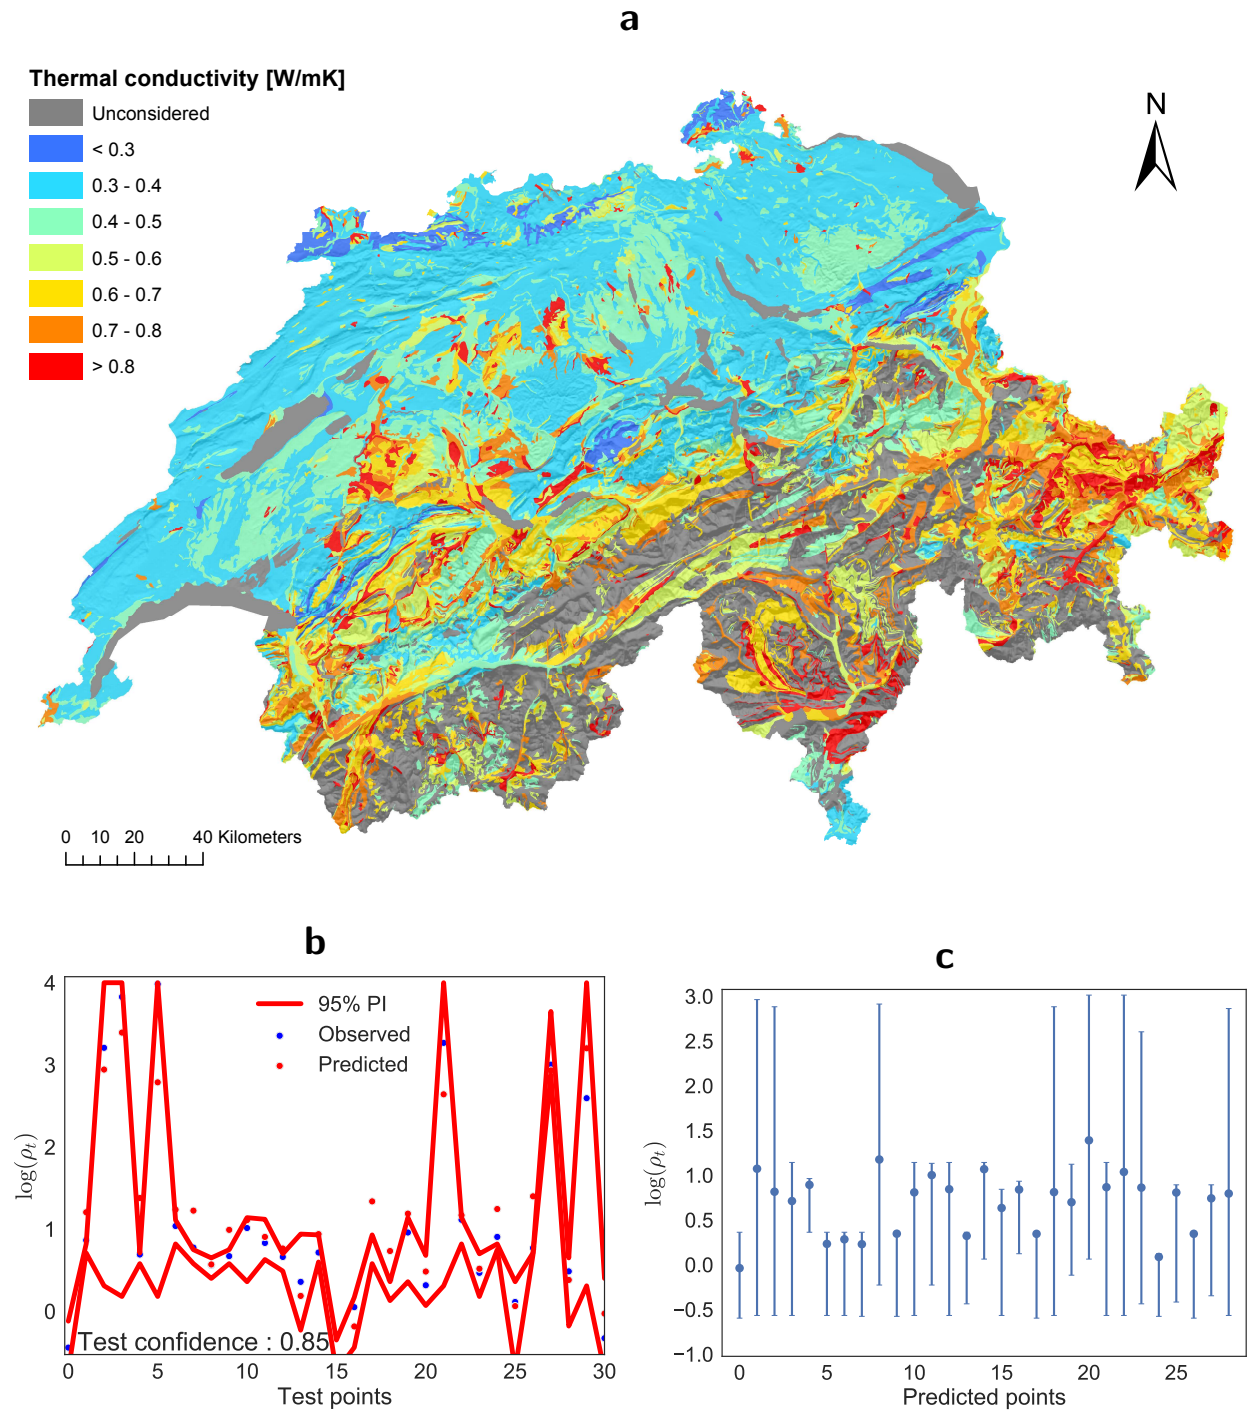 a
Thermal conductivity [W/mK]
Unconsidered
< 0.3
0.3 - 0.4
0.4 - 0.5
0.5 - 0.6
0.6 - 0.7
0.7 - 0.8
> 0.8
N
0 10 20 40 Kilometers
b
4
3
2
1
0
log(ρt)
95% PI
Observed
Predicted
Test confidence : 0.85
0 5 10 15 20 25 30
Test points
c
3.0
2.5
2.0
1.5
1.0
0.5
0.0
−0.5
−1.0
log(ρt)
0 5 10 15 20 25
Predicted points